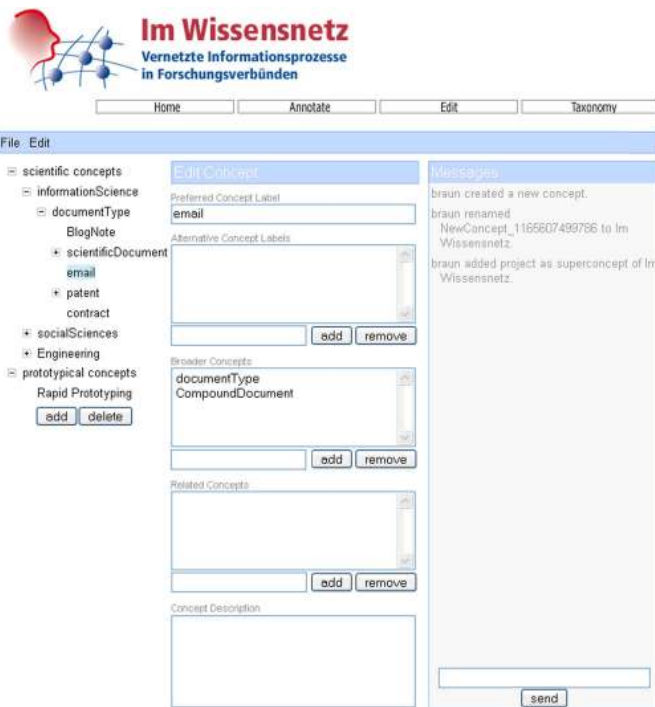 Im Wissensnetz
Vernetzte Informationsprozesse
in Forschungsverbünden
Home Annotate Edit Taxonomy
File Edit
scientific concepts
informationScience
documentType
BlogNote
scientificDocument
email
patent
contract
socialSciences
Engineering
prototypical concepts
Rapid Prototyping
add delete
Edit Concept
Preferred Concept Label
email
Alternative Concept Labels
add remove
Broader Concepts
documentType
CompoundDocument
add remove
Related Concepts
add remove
Concept Description
Messages
braun created a new concept.
braun renamed
NewConcept_1165607499786 to Im
Wissensnetz.
braun added project as superconcept of Im
Wissensnetz.
send